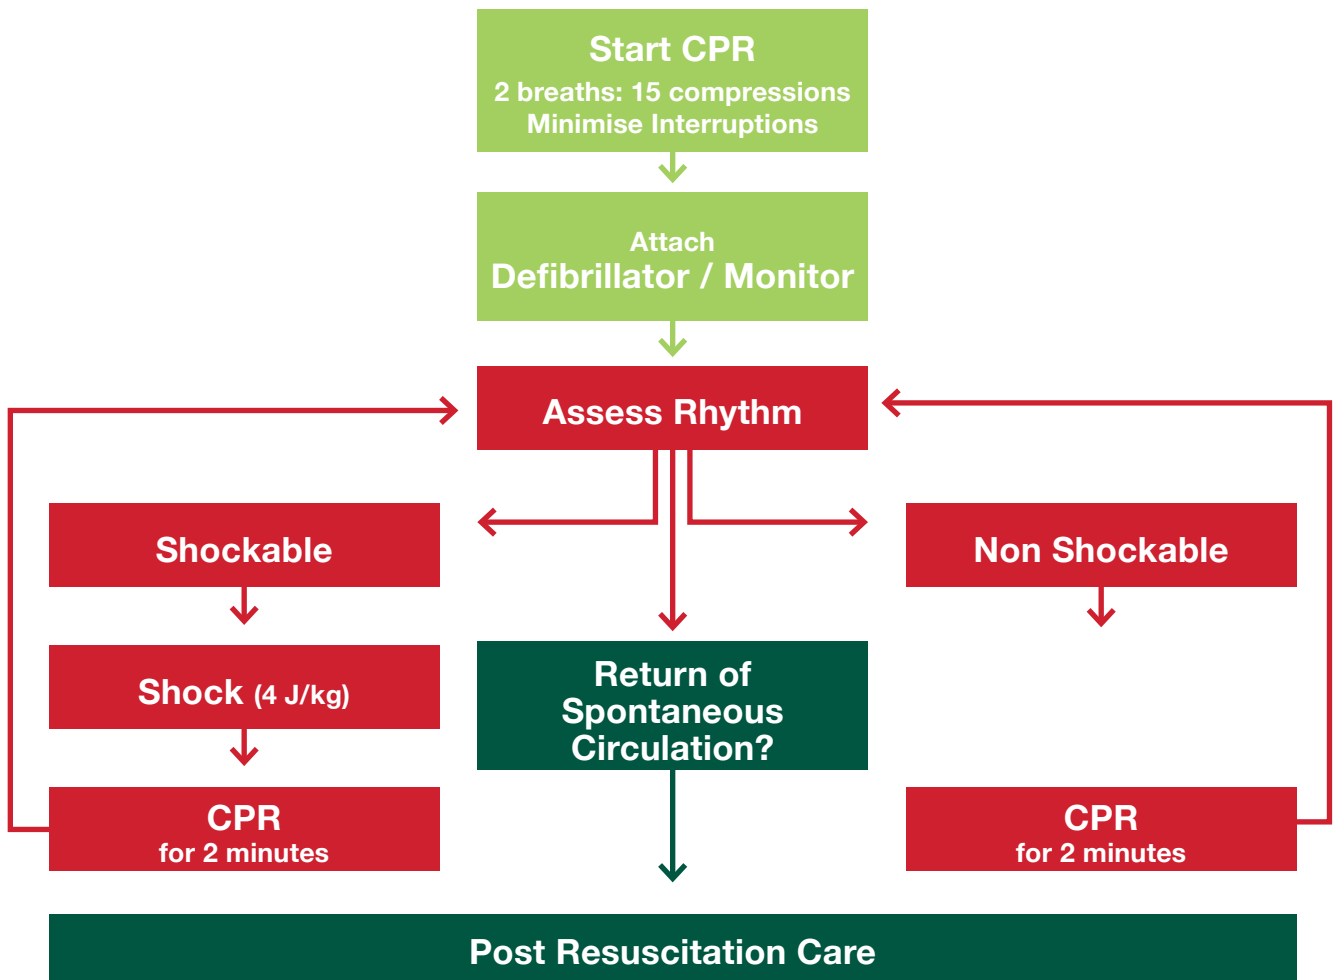 Start CPR
2 breaths: 15 compressions
Minimise Interruptions
Attach
Defibrillator / Monitor
Assess Rhythm
Shockable
Non Shockable
Shock (4 J/kg)
Return of
Spontaneous
Circulation?
CPR
for 2 minutes
CPR
for 2 minutes
Post Resuscitation Care